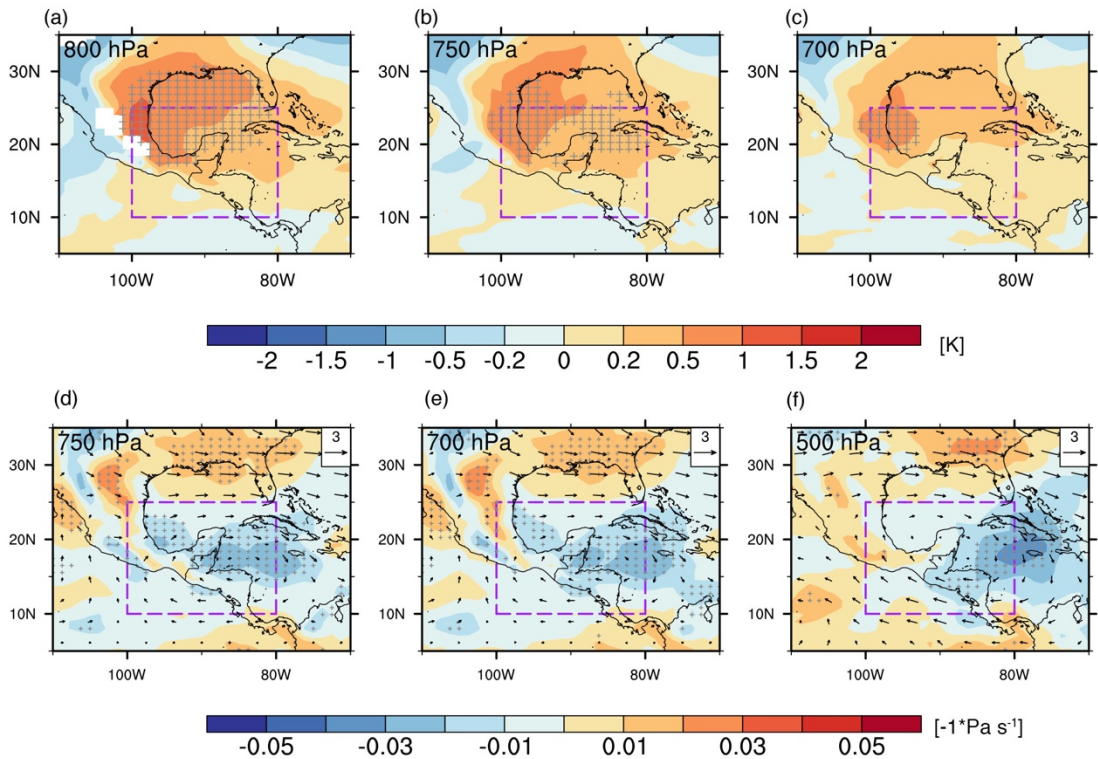 (a) (b) (c)
800 hPa 750 hPa 700 hPa
30N 30N 30N
20N 20N 20N
10N 10N 10N
100W 80W 100W 80W 100W 80W
-2 -1.5 -1 -0.5 -0.2 0 0.2 0.5 1 1.5 2 [K]
(d) (e) (f)
750 hPa 3 700 hPa 3 500 hPa 3
30N 30N 30N
20N 20N 20N
10N 10N 10N
100W 80W 100W 80W 100W 80W
-0.05 -0.03 -0.01 0.01 0.03 0.05 [-1*Pa s⁻¹]